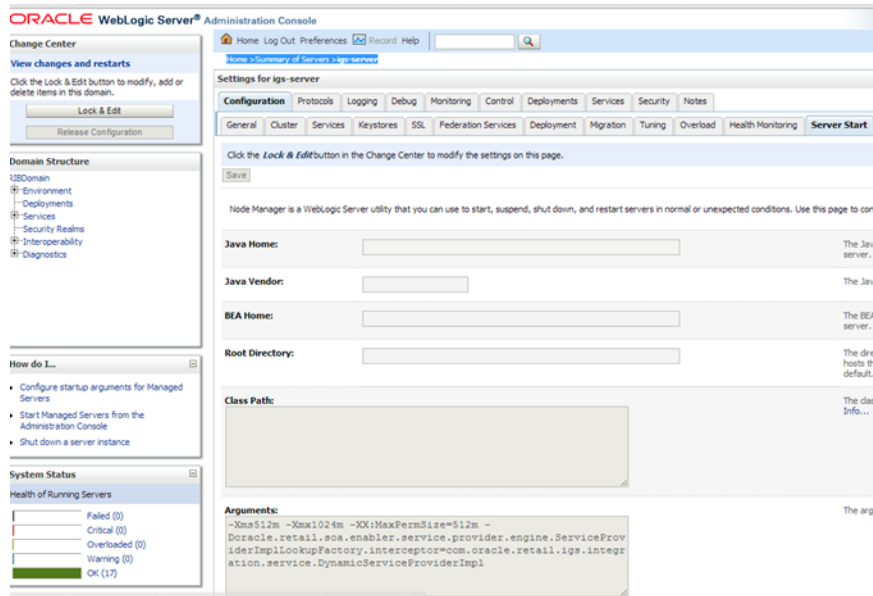 ORACLE WebLogic Server® Administration Console
Change Center
View changes and restarts
Click the Lock & Edit button to modify, add or
delete items in this domain.
Lock & Edit
Release Configuration
Domain Structure
RIBDomain
Environment
Deployments
Services
Security Realms
Interoperability
Diagnostics
How do I...
Configure startup arguments for Managed
Servers
Start Managed Servers from the
Administration Console
Shut down a server instance
System Status
Health of Running Servers
Failed (0)
Critical (0)
Overloaded (0)
Warning (0)
OK (17)
Home Log Out Preferences Record Help
Home >Summary of Servers >igs-server
Settings for igs-server
Configuration Protocols Logging Debug Monitoring Control Deployments Services Security Notes
General Cluster Services Keystores SSL Federation Services Deployment Migration Tuning Overload Health Monitoring Server Start
Click the Lock & Edit button in the Change Center to modify the settings on this page.
Save
Node Manager is a WebLogic Server utility that you can use to start, suspend, shut down, and restart servers in normal or unexpected conditions. Use this page to con
Java Home:
The Jav
server.
Java Vendor:
The Jav
BEA Home:
The BEA
server.
Root Directory:
The dire
hosts th
default.
Class Path:
The clas
Info...
Arguments:
The arg
-Xms512m -Xmx1024m -XX:MaxPermSize=512m -
Doracle.retail.soa.enabler.service.provider.engine.ServiceProv
iderImplLookupFactory.interceptor=com.oracle.retail.igs.integr
ation.service.DynamicServiceProviderImpl